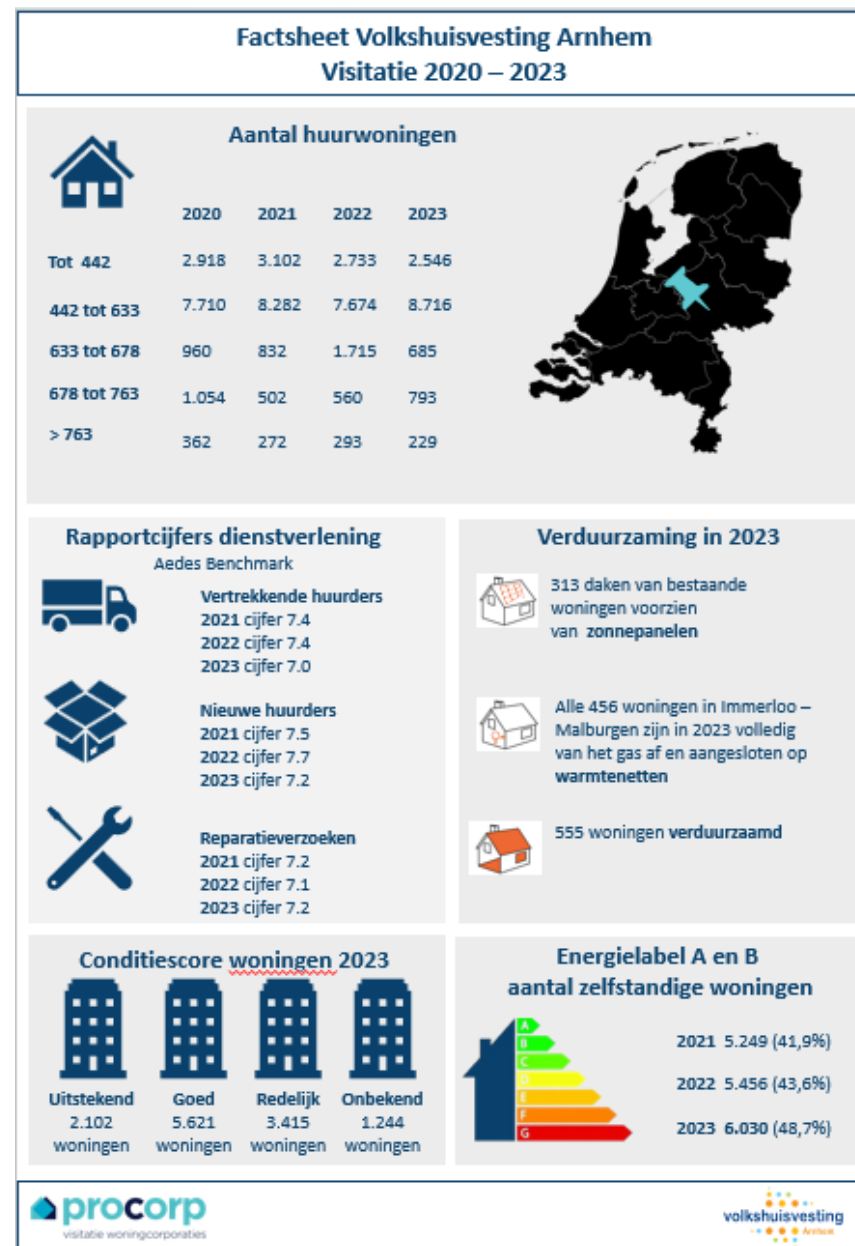 Factsheet Volkshuisvesting Arnhem
Visitatie 2020 – 2023
Aantal huurwoningen
2020 2021 2022 2023
Tot 442 2.918 3.102 2.733 2.546
442 tot 633 7.710 8.282 7.674 8.716
633 tot 678 960 832 1.715 685
678 tot 763 1.054 502 560 793
> 763 362 272 293 229
Rapportcijfers dienstverlening
Aedes Benchmark
Vertrekkende huurders
2021 cijfer 7.4
2022 cijfer 7.4
2023 cijfer 7.0
Nieuwe huurders
2021 cijfer 7.5
2022 cijfer 7.7
2023 cijfer 7.2
Reparatieverzoeken
2021 cijfer 7.2
2022 cijfer 7.1
2023 cijfer 7.2
Verduurzaming in 2023
313 daken van bestaande
woningen voorzien
van zonnepanelen
Alle 456 woningen in Immerloo –
Malburgen zijn in 2023 volledig
van het gas af en aangesloten op
warmtenetten
555 woningen verduurzaamd
Conditiescore woningen 2023
Uitstekend Goed Redelijk Onbekend
2.102 5.621 3.415 1.244
woningen woningen woningen woningen
Energielabel A en B
aantal zelfstandige woningen
A
B
C
D
E
F
G
2021 5.249 (41,9%)
2022 5.456 (43,6%)
2023 6.030 (48,7%)
procorp
visitatie woningcorporaties
volkshuisvesting
Arnhem